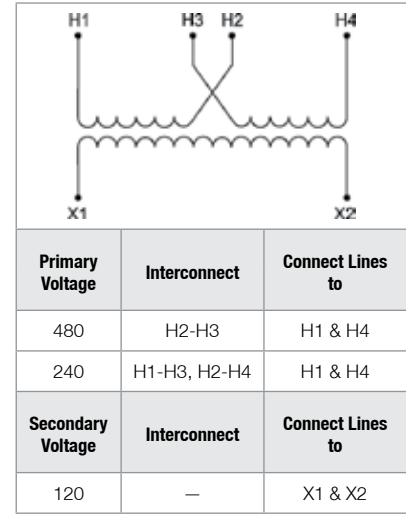 H1 H3 H2 H4
X1 X2
Primary Voltage Interconnect Connect Lines to
480 H2-H3 H1 & H4
240 H1-H3, H2-H4 H1 & H4
Secondary Voltage Interconnect Connect Lines to
120 — X1 & X2